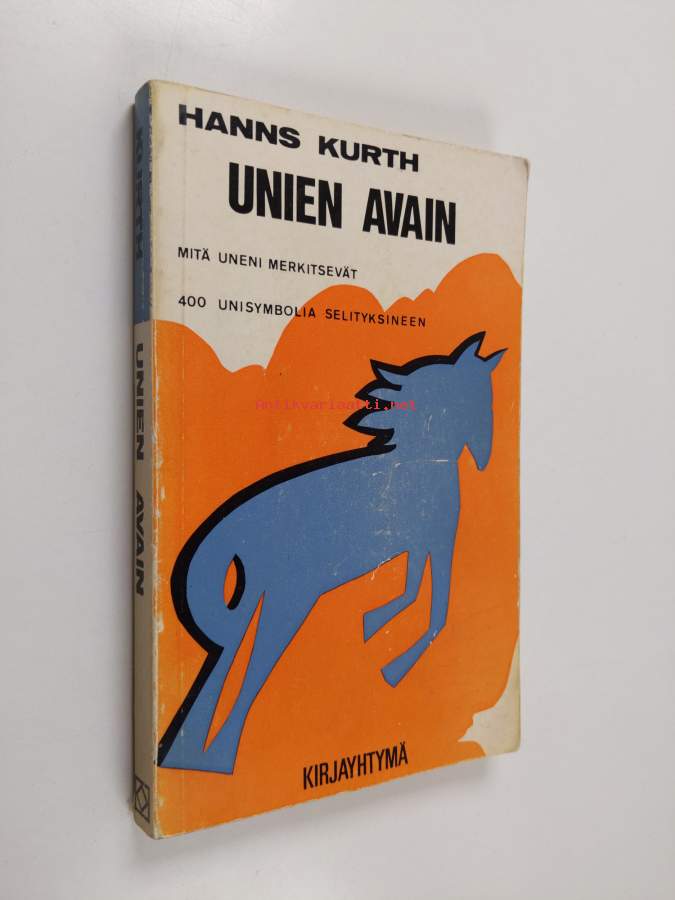 HANNS KURTH
UNIEN AVAIN
MITÄ UNENI MERKITSEVÄT
400 UNISYMBOLIA SELITYKSINEEN
Antikvariaatti.net
KIRJAYHTYMÄ
KURTH
UNIEN AVAIN